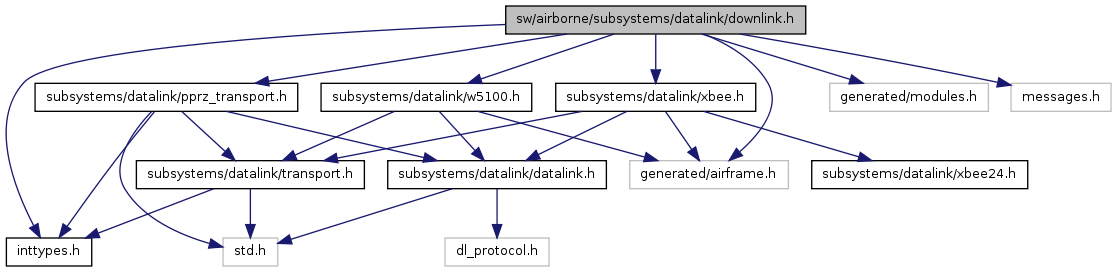 sw/airborne/subsystems/datalink/downlink.h
subsystems/datalink/pprz_transport.h
subsystems/datalink/w5100.h
subsystems/datalink/xbee.h
generated/modules.h
messages.h
subsystems/datalink/transport.h
subsystems/datalink/datalink.h
generated/airframe.h
subsystems/datalink/xbee24.h
inttypes.h
std.h
dl_protocol.h